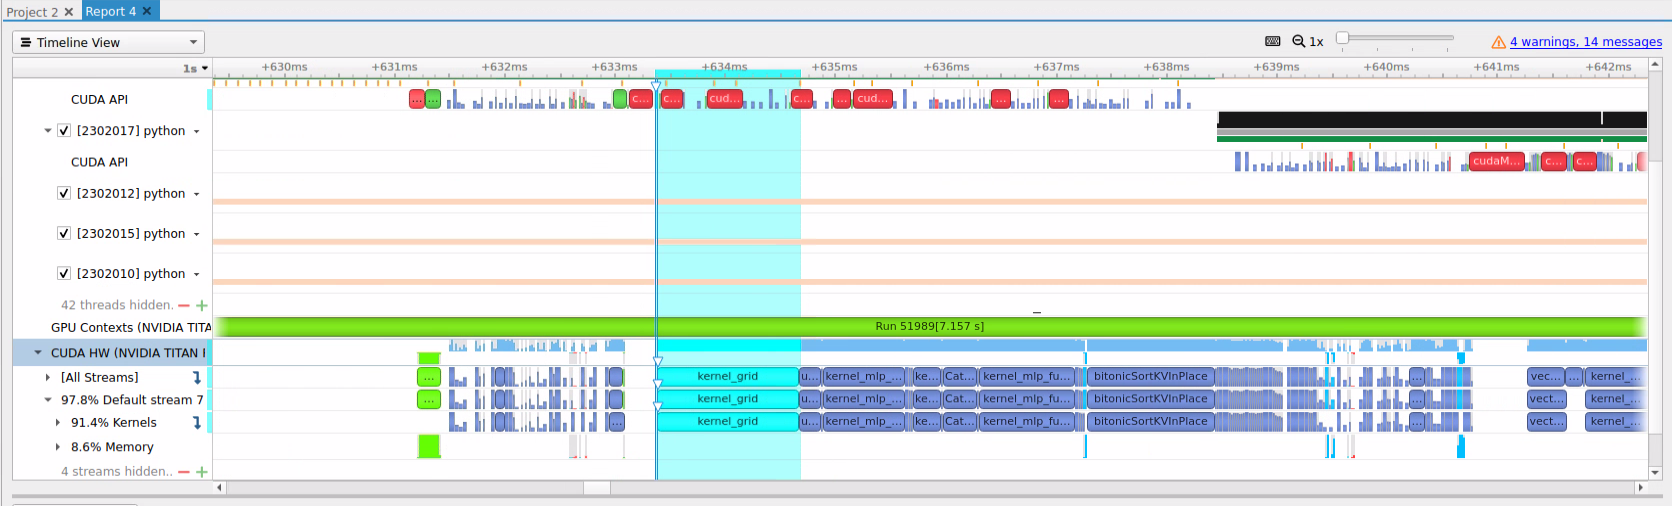 Project 2 ✕ Report 4 ✕
Timeline View 1x 4 warnings, 14 messages
1s +630ms +631ms +632ms +633ms +634ms +635ms +636ms +637ms +638ms +639ms +640ms +641ms +642ms
CUDA API ... ... c... c... cud... c... ... cud... ... ...
[2302017] python
CUDA API cudaM... c... c...
[2302012] python
[2302015] python
[2302010] python
42 threads hidden.
GPU Contexts (NVIDIA TITA Run 51989[7.157 s]
CUDA HW (NVIDIA TITAN
[All Streams] ... kernel_grid u... kernel_mlp_... ke... Cat... kernel_mlp_fu... bitonicSortKVInPlace ... vec... ... kernel_...
97.8% Default stream 7 ... kernel_grid u... kernel_mlp_... ke... Cat... kernel_mlp_fu... bitonicSortKVInPlace ... vect... kernel_...
91.4% Kernels ... kernel_grid u... kernel_mlp_... ke... Cat... kernel_mlp_fu... bitonicSortKVInPlace ... vect... kernel_...
8.6% Memory
4 streams hidden..